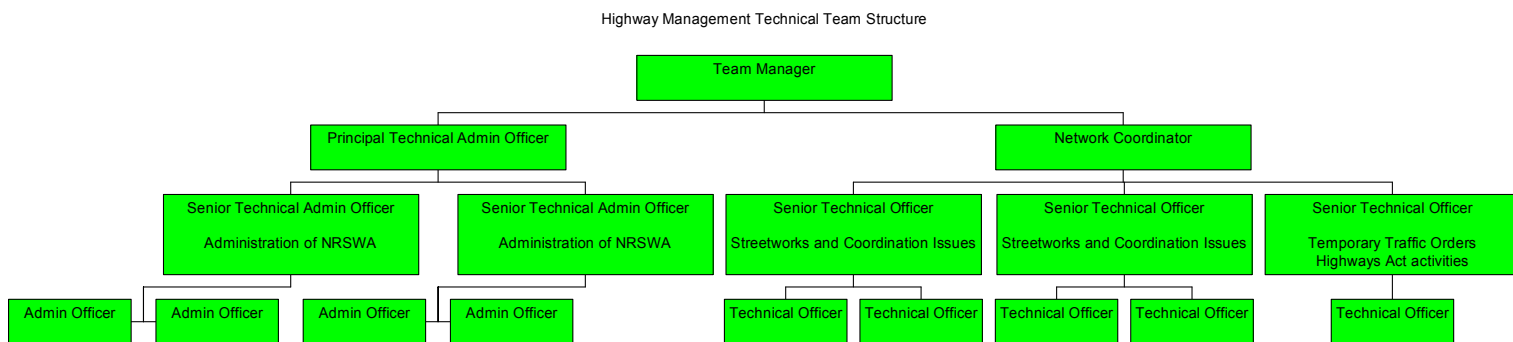 Highway Management Technical Team Structure
Team Manager
Principal Technical Admin Officer
Network Coordinator
Senior Technical Admin Officer
Administration of NRSWA
Senior Technical Admin Officer
Administration of NRSWA
Senior Technical Officer
Streetworks and Coordination Issues
Senior Technical Officer
Streetworks and Coordination Issues
Senior Technical Officer
Temporary Traffic Orders
Highways Act activities
Admin Officer
Admin Officer
Admin Officer
Admin Officer
Technical Officer
Technical Officer
Technical Officer
Technical Officer
Technical Officer